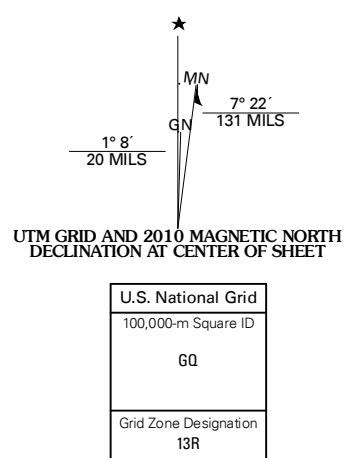 MN
7° 22´
131 MILS
GN
1° 8´
20 MILS
UTM GRID AND 2010 MAGNETIC NORTH
DECLINATION AT CENTER OF SHEET
U.S. National Grid
100,000-m Square ID
GQ
Grid Zone Designation
13R